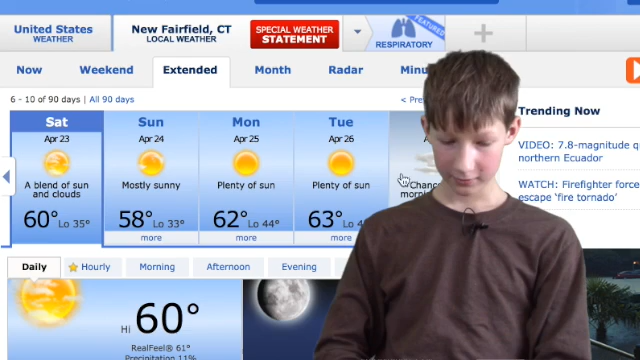 United States
WEATHER
New Fairfield, CT
LOCAL WEATHER
SPECIAL WEATHER
STATEMENT
FEATURED
RESPIRATORY
+
Now
Weekend
Extended
Month
Radar
6 - 10 of 90 days | All 90 days
Trending Now
Sat
Apr 23
A blend of sun
and clouds
60° Lo 35°
Sun
Apr 24
Mostly sunny
58° Lo 33°
more
Mon
Apr 25
Plenty of sun
62° Lo 44°
more
Tue
Apr 26
Plenty of sun
63° Lo
more
VIDEO: 7.8-magnitude
northern Ecuador
WATCH: Firefighter force
escape 'fire tornado'
Daily
Hourly
Morning
Afternoon
Evening
Hi 60°
RealFeel® 61°
Precipitation 11%